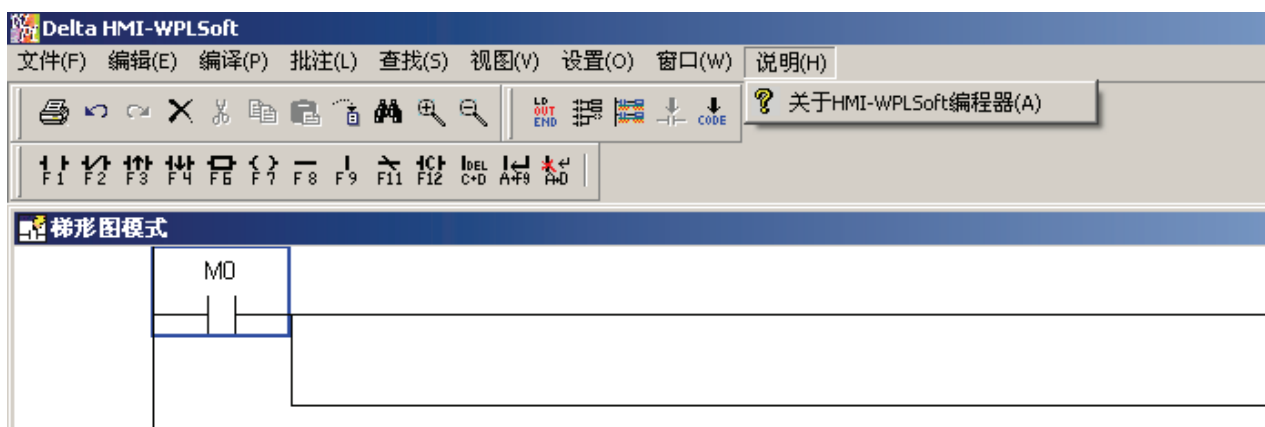 Delta HMI-WPLSoft
文件(F) 编辑(E) 编译(P) 批注(L) 查找(S) 视图(V) 设置(O) 窗口(W) 说明(H)
关于HMI-WPLSoft编程器(A)
LD OUT END CODE
F1 F2 F3 F4 F6 F7 F8 F9 F11 F12 DEL C+D A+F9 A+D
梯形图模式
M0